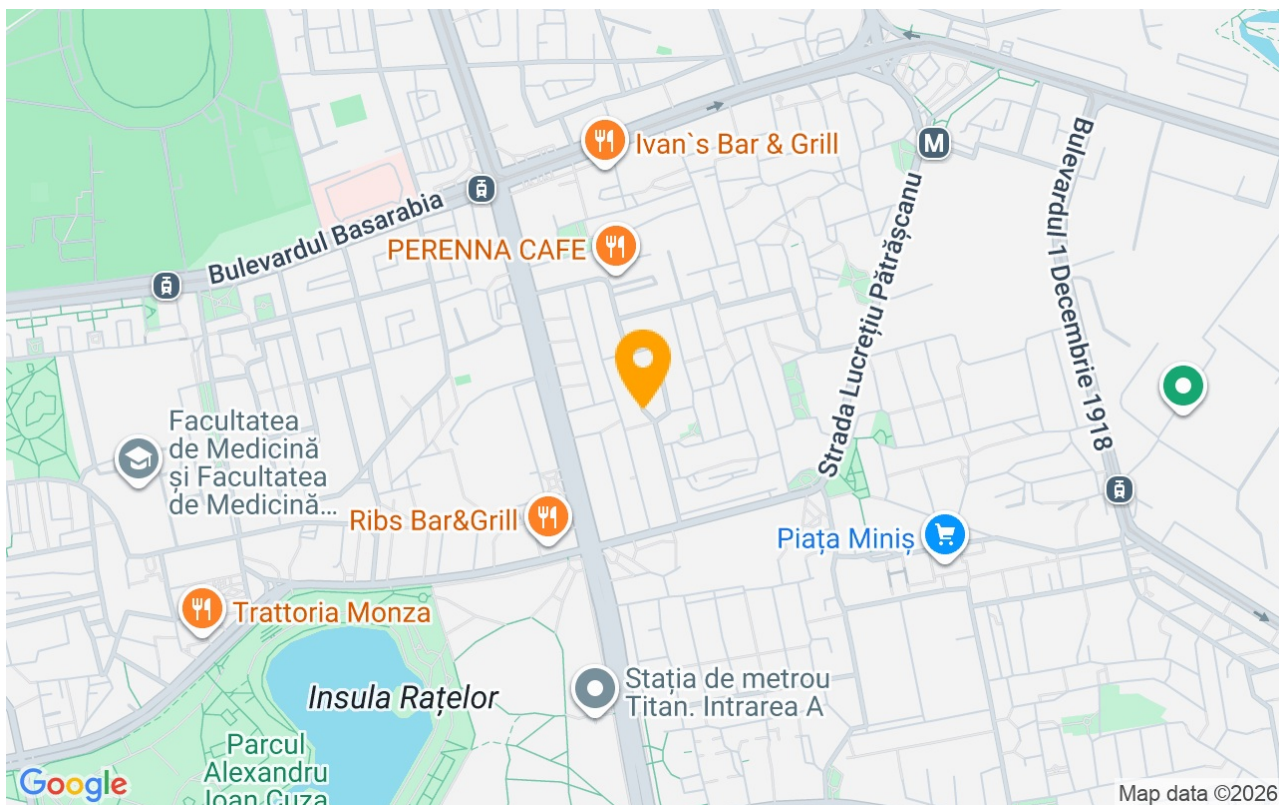 Ivan`s Bar & Grill
M
Bulevardul Basarabia
PERENNA CAFE
Strada Lucrețiu Pătrășcanu
Bulevardul 1 Decembrie 1918
Facultatea
de Medicină
și Facultatea
de Medicină...
Ribs Bar&Grill
Piața Miniș
Trattoria Monza
Insula Rațelor
Stația de metrou
Titan. Intrarea A
Parcul
Alexandru
Ioan Cuza
Google
Map data ©2026